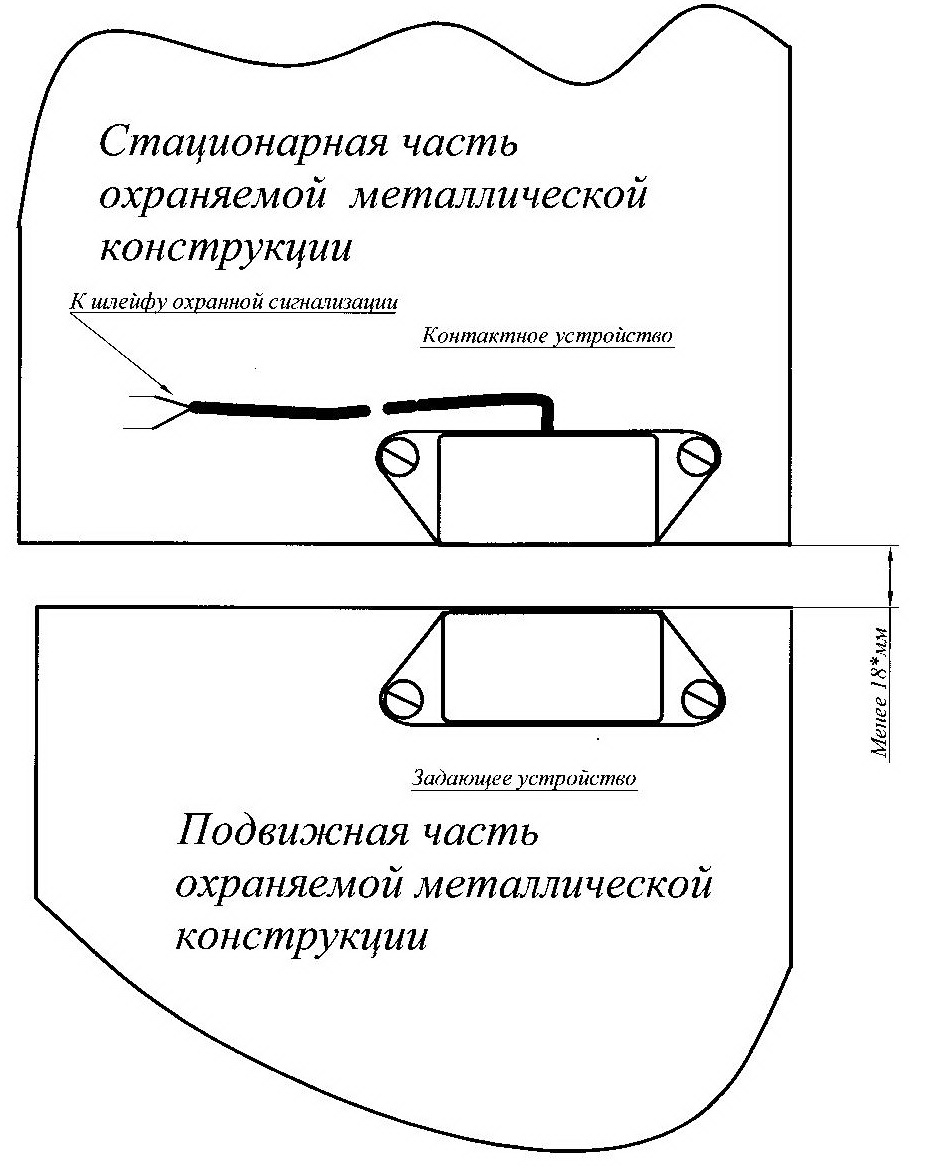 Стационарная часть
охраняемой металлической
конструкции
К шлейфу охранной сигнализации
Контактное устройство
Менее 18*мм
Задающее устройство
Подвижная часть
охраняемой металлической
конструкции